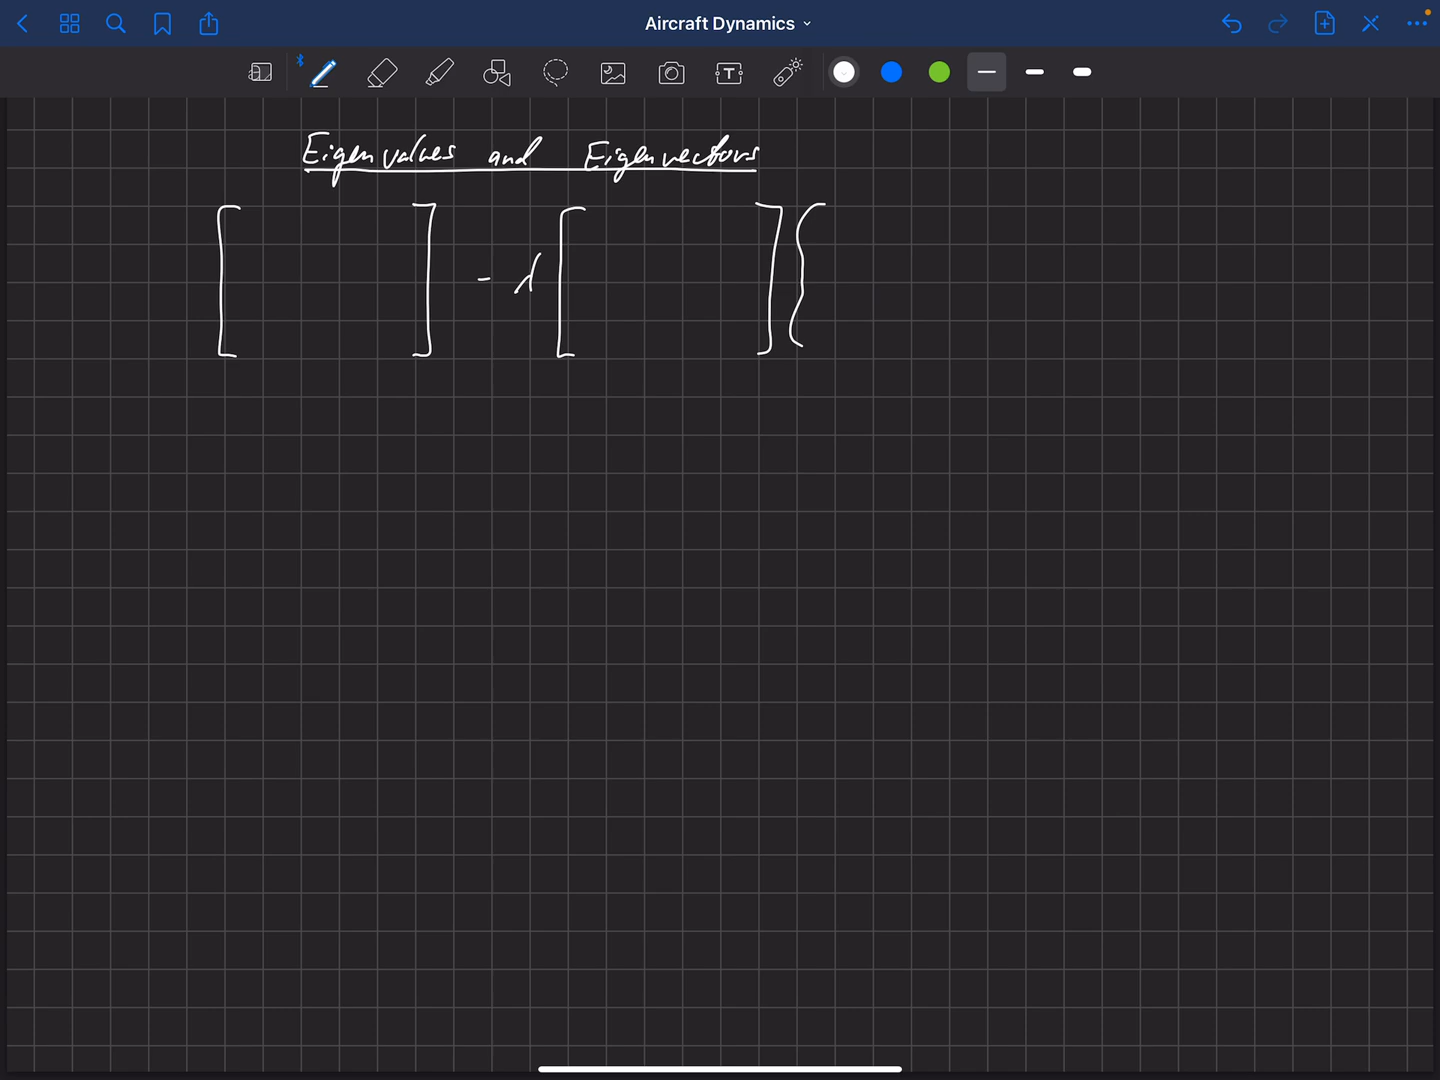 Aircraft Dynamics
T
Eigenvalues and Eigenvectors
[ ] - λ [ ] {